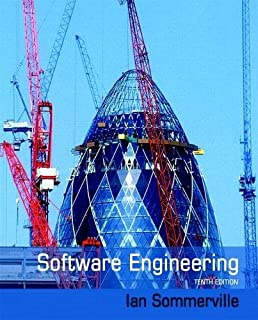 Software Engineering
TENTH EDITION
Ian Sommerville